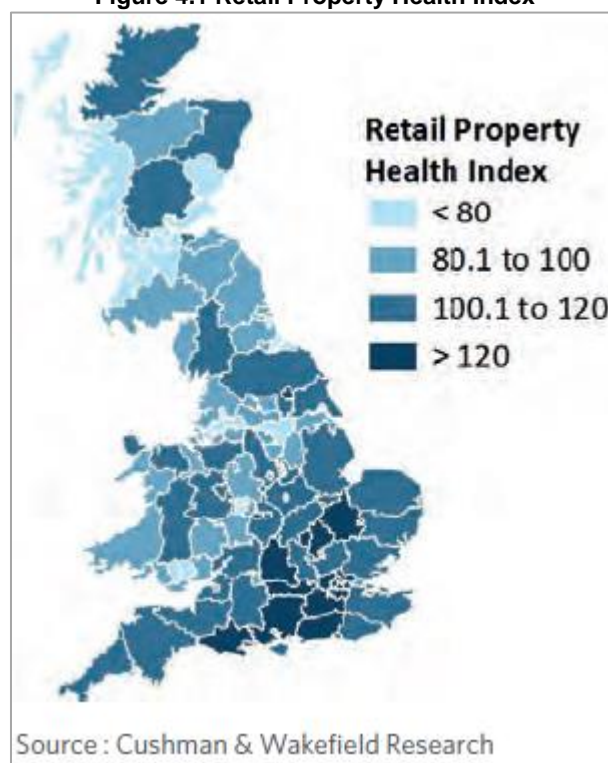 Figure 4.1 Retail Property Health Index
Retail Property
Health Index
< 80
80.1 to 100
100.1 to 120
> 120
Source : Cushman & Wakefield Research